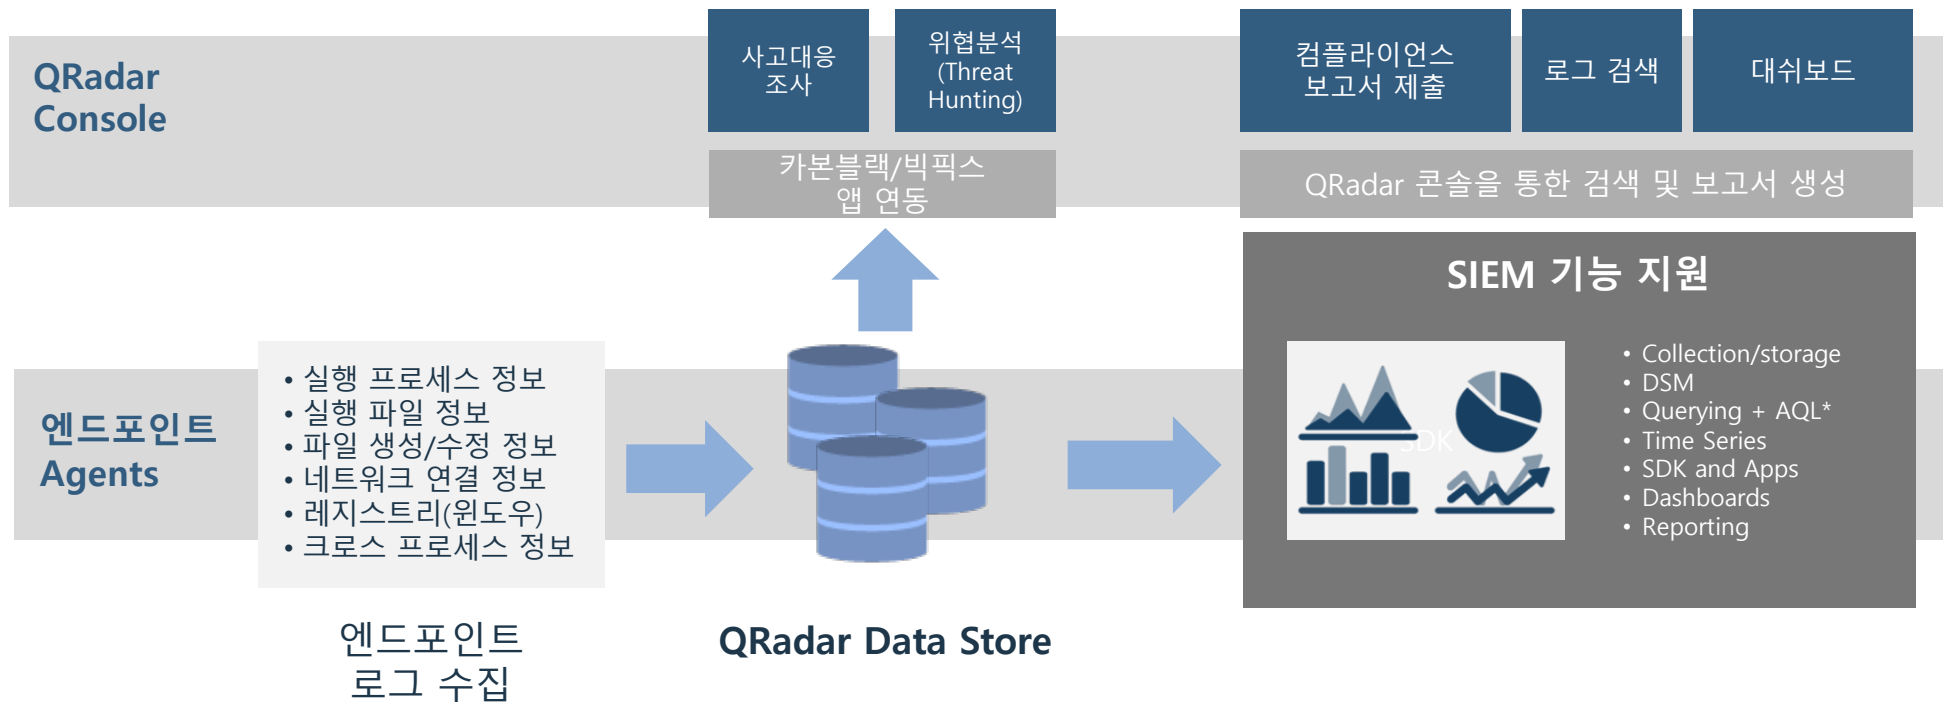 QRadar
Console
사고대응
조사
위협분석
(Threat
Hunting)
카본블랙/빅픽스
앱 연동
컴플라이언스
보고서 제출
로그 검색
대쉬보드
QRadar 콘솔을 통한 검색 및 보고서 생성
엔드포인트
Agents
• 실행 프로세스 정보
• 실행 파일 정보
• 파일 생성/수정 정보
• 네트워크 연결 정보
• 레지스트리(윈도우)
• 크로스 프로세스 정보
엔드포인트
로그 수집
QRadar Data Store
SIEM 기능 지원
SDK
• Collection/storage
• DSM
• Querying + AQL*
• Time Series
• SDK and Apps
• Dashboards
• Reporting